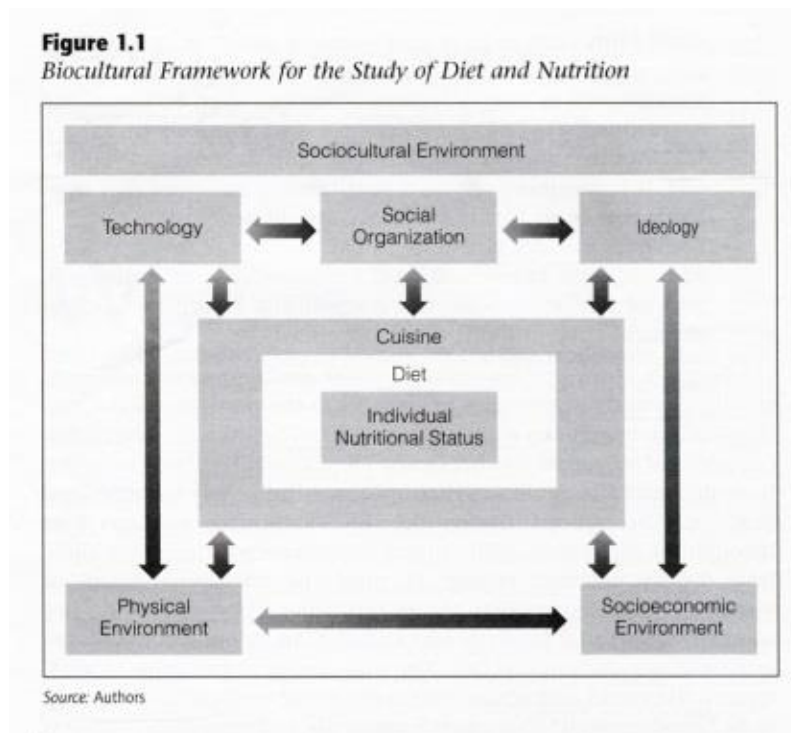 Figure 1.1
Biocultural Framework for the Study of Diet and Nutrition
Sociocultural Environment
Technology
Social
Organization
Ideology
Cuisine
Diet
Individual
Nutritional Status
Physical
Environment
Socioeconomic
Environment
Source: Authors